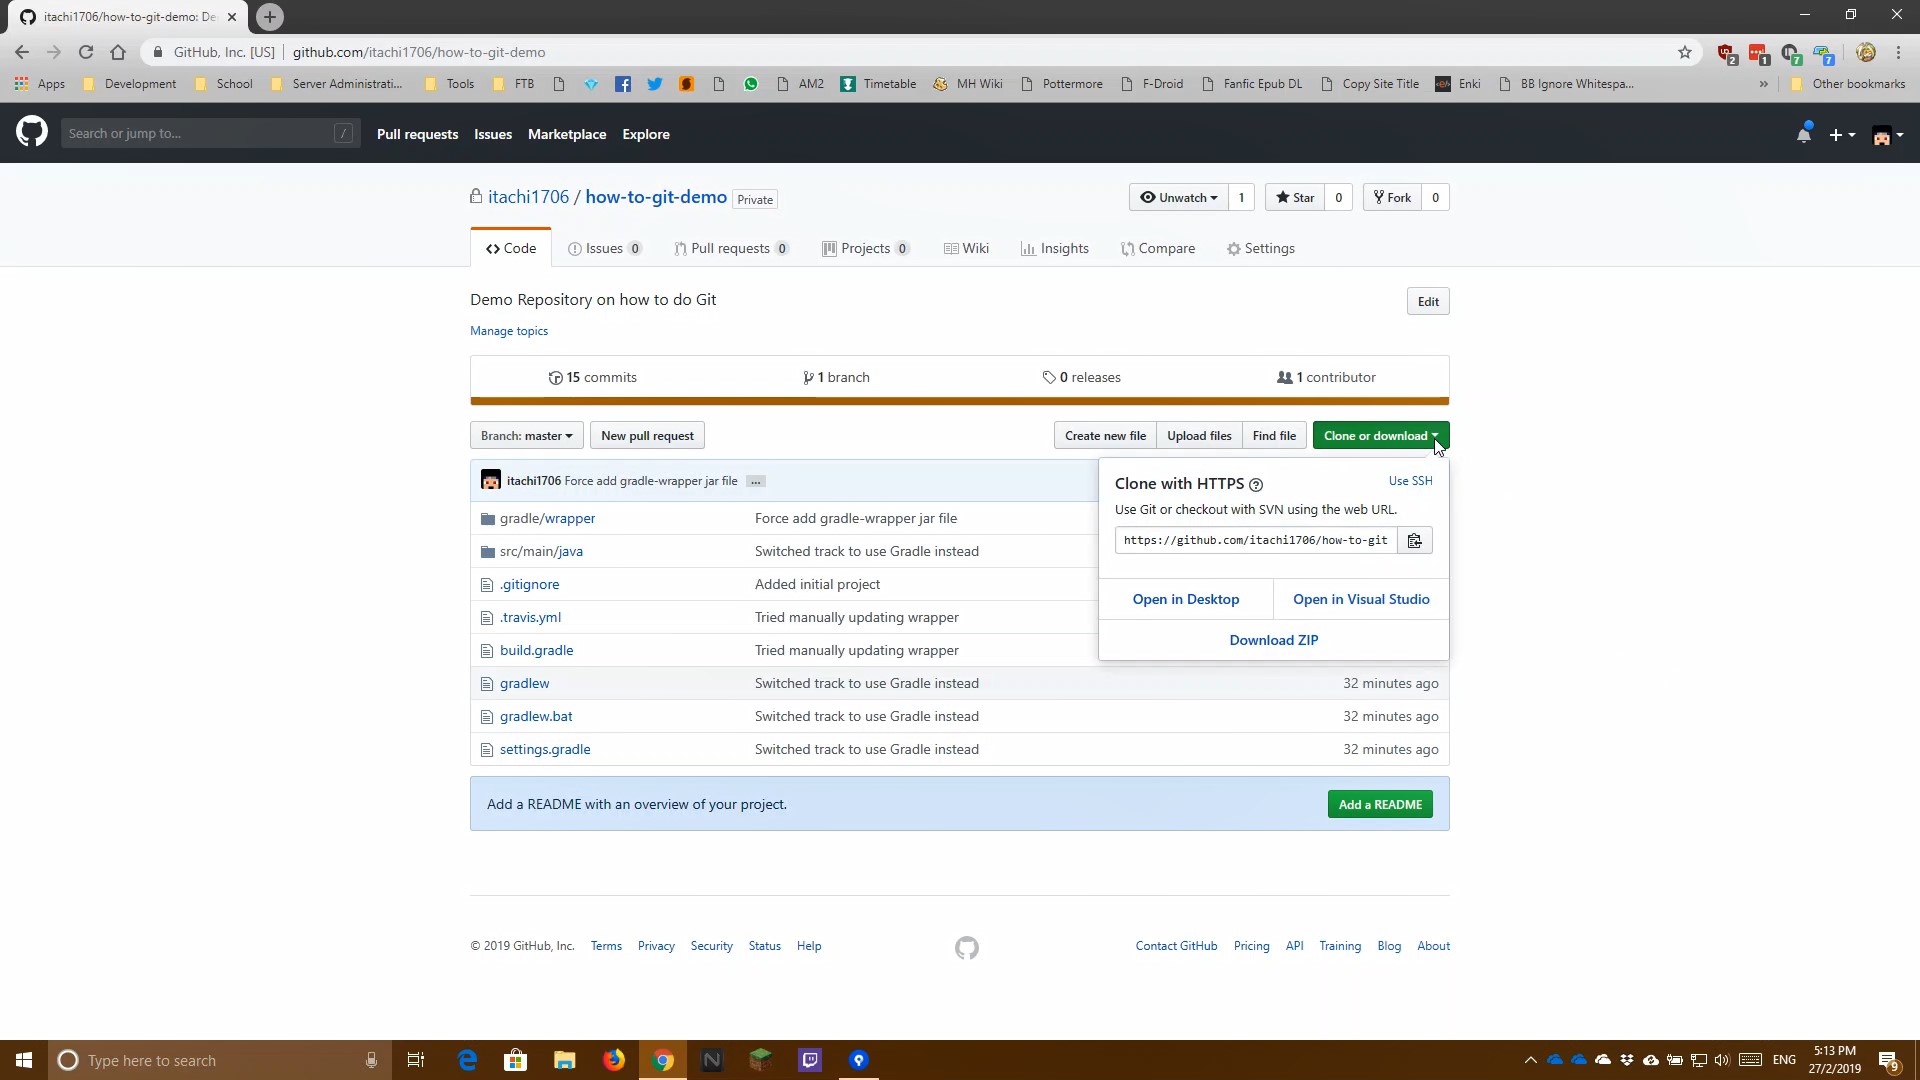 itachi1706/how-to-git-demo: De
GitHub, Inc. [US] github.com/itachi1706/how-to-git-demo
2 1 7 7
Apps Development School Server Administrati... Tools FTB AM2 Timetable MH Wiki Pottermore F-Droid Fanfic Epub DL Copy Site Title Enki BB Ignore Whitespa... » Other bookmarks
Search or jump to... / Pull requests Issues Marketplace Explore
itachi1706 / how-to-git-demo Private Unwatch 1 Star 0 Fork 0
Code Issues 0 Pull requests 0 Projects 0 Wiki Insights Compare Settings
Demo Repository on how to do Git Edit
Manage topics
15 commits 1 branch 0 releases 1 contributor
Branch: master New pull request Create new file Upload files Find file Clone or download
itachi1706 Force add gradle-wrapper jar file ...
Clone with HTTPS ? Use SSH
Use Git or checkout with SVN using the web URL.
https://github.com/itachi1706/how-to-git
Open in Desktop Open in Visual Studio
Download ZIP
gradle/wrapper Force add gradle-wrapper jar file
src/main/java Switched track to use Gradle instead
.gitignore Added initial project
.travis.yml Tried manually updating wrapper
build.gradle Tried manually updating wrapper
gradlew Switched track to use Gradle instead 32 minutes ago
gradlew.bat Switched track to use Gradle instead 32 minutes ago
settings.gradle Switched track to use Gradle instead 32 minutes ago
Add a README with an overview of your project. Add a README
© 2019 GitHub, Inc. Terms Privacy Security Status Help Contact GitHub Pricing API Training Blog About
Type here to search ENG 5:13 PM
27/2/2019 9